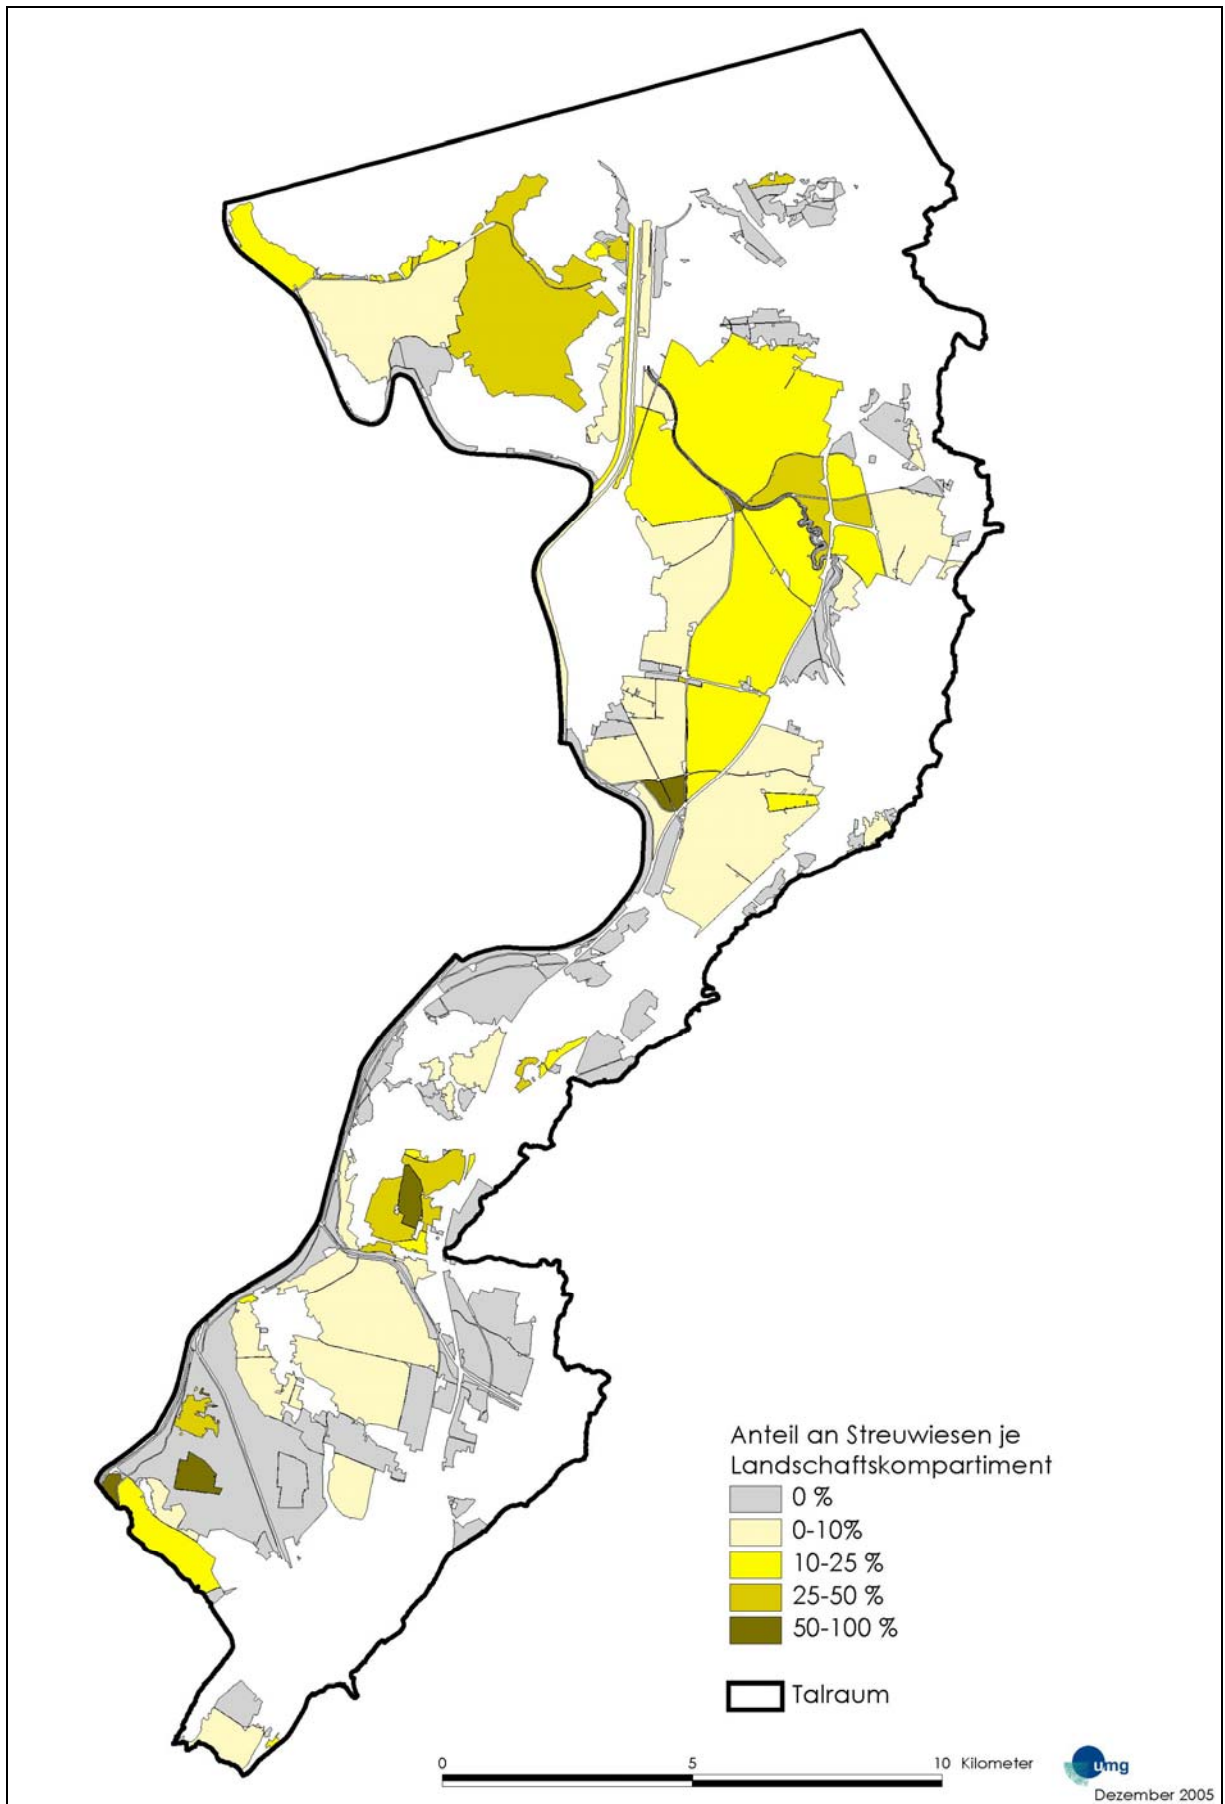 Anteil an Streuwiesen je
Landschaftskompartiment
0 %
0-10%
10-25 %
25-50 %
50-100 %
Talraum
0 5 10 Kilometer
umg
Dezember 2005